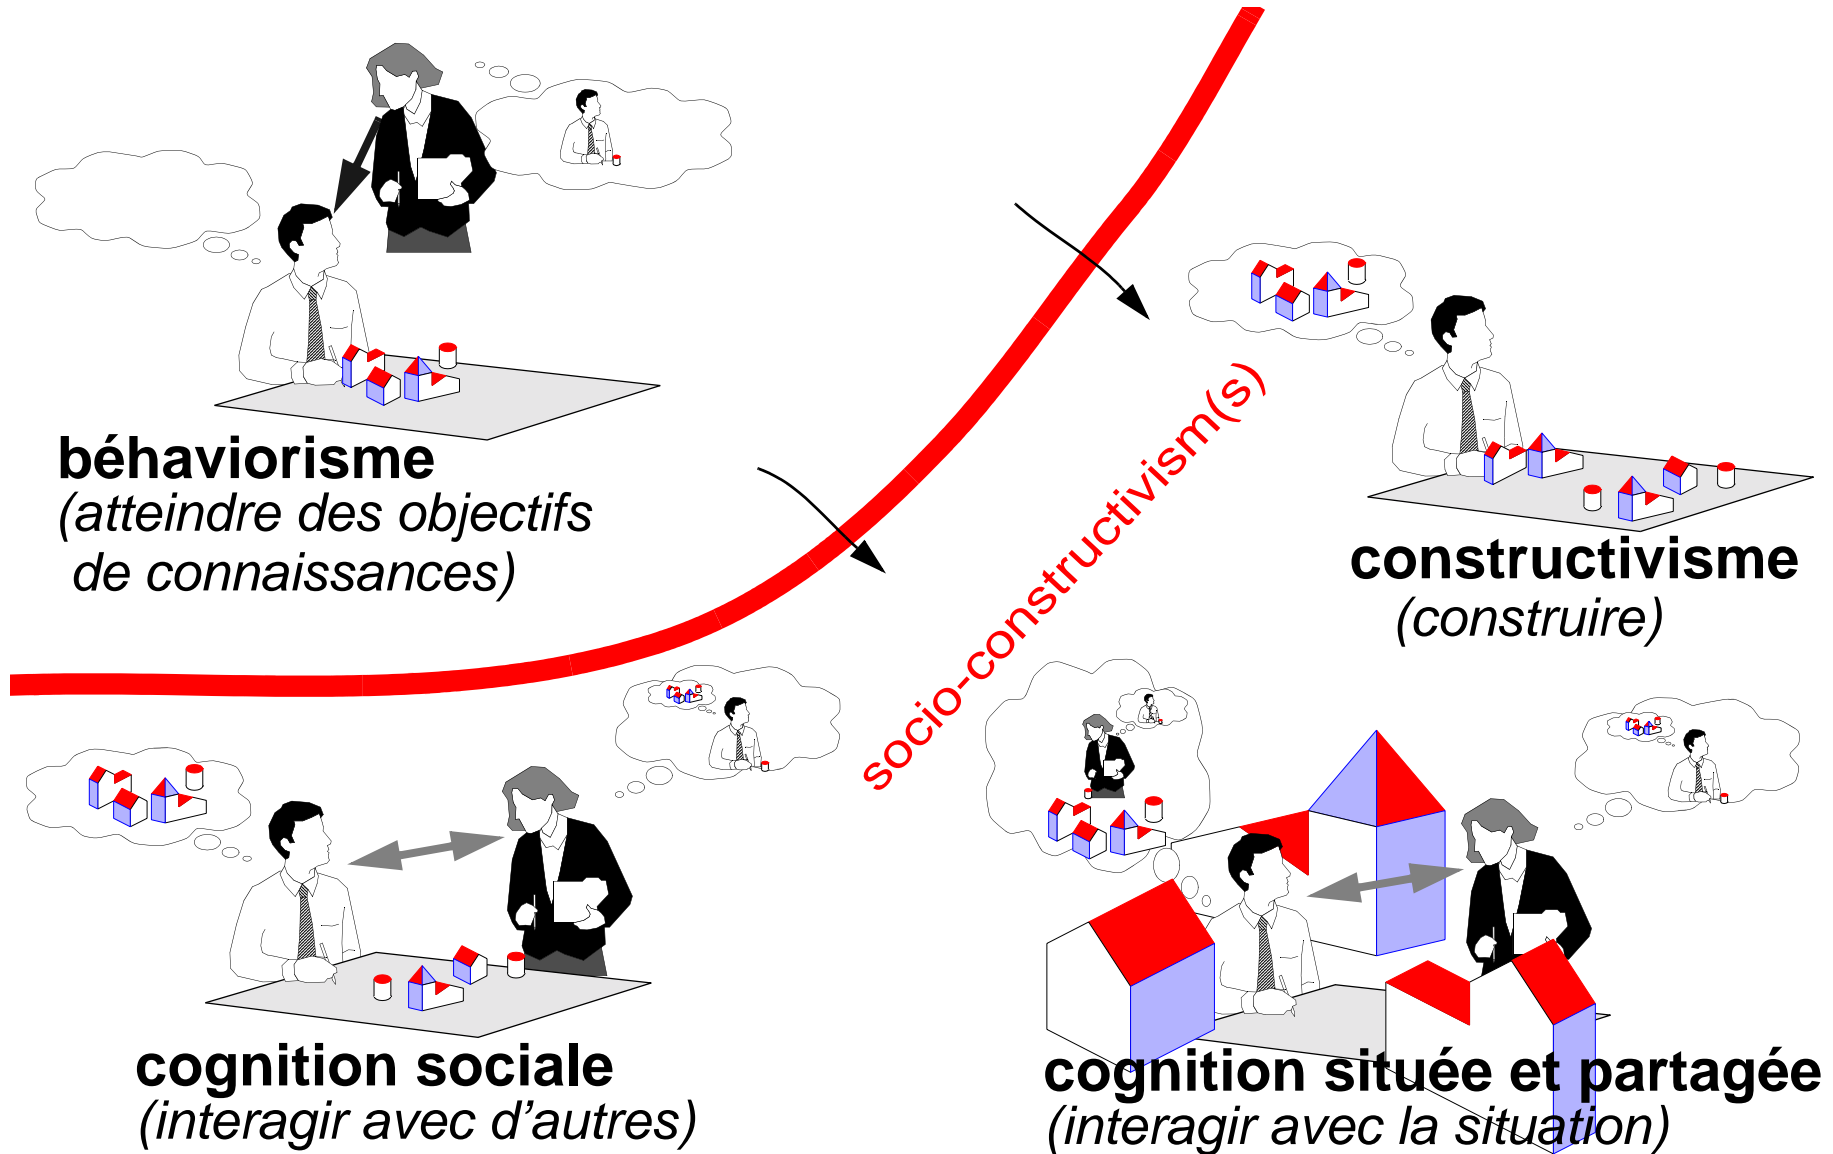 béhaviorisme
(atteindre des objectifs
de connaissances)
socio-constructivism(s)
constructivisme
(construire)
cognition sociale
(interagir avec d’autres)
cognition située et partagée
(interagir avec la situation)